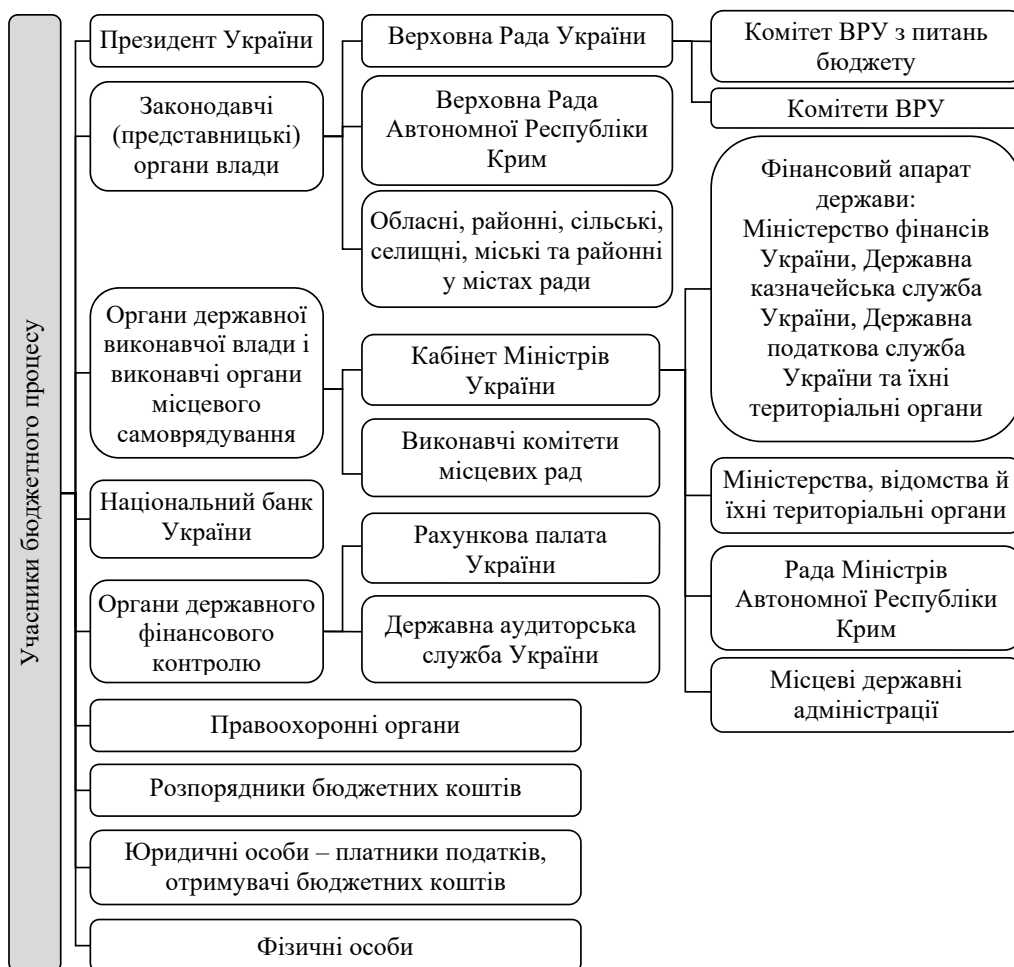 Учасники бюджетного процесу
Президент України
Законодавчі
(представницькі)
органи влади
Верховна Рада України
Комітет ВРУ з питань
бюджету
Комітети ВРУ
Верховна Рада
Автономної Республіки
Крим
Обласні, районні, сільські,
селищні, міські та районні
у містах ради
Органи державної
виконавчої влади і
виконавчі органи
місцевого
самоврядування
Кабінет Міністрів
України
Фінансовий апарат
держави:
Міністерство фінансів
України, Державна
казначейська служба
України, Державна
податкова служба
України та їхні
територіальні органи
Міністерства, відомства й
їхні територіальні органи
Рада Міністрів
Автономної Республіки
Крим
Місцеві державні
адміністрації
Виконавчі комітети
місцевих рад
Національний банк
України
Органи державного
фінансового
контролю
Рахункова палата
України
Державна аудиторська
служба України
Правоохоронні органи
Розпорядники бюджетних коштів
Юридичні особи – платники податків,
отримувачі бюджетних коштів
Фізичні особи